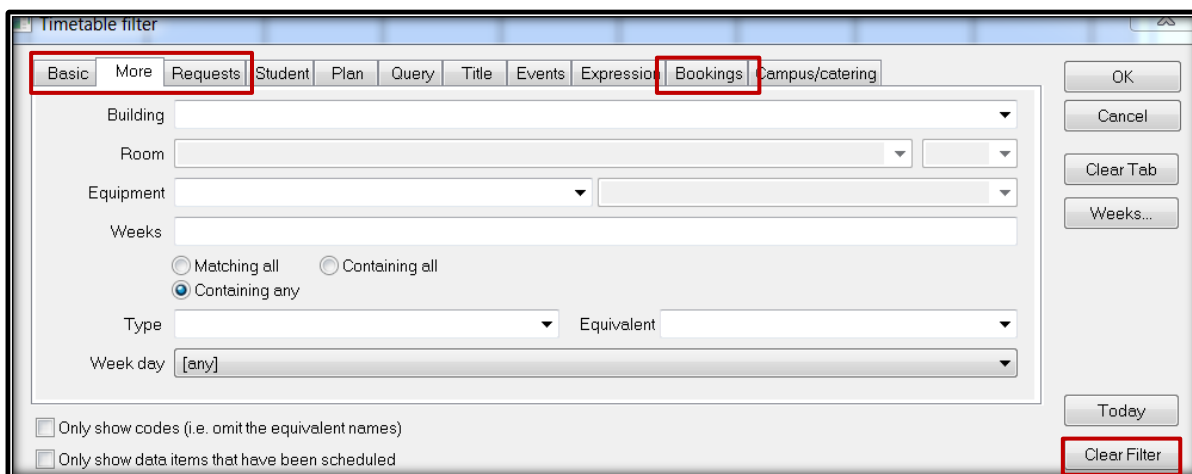 Timetable filter
Basic More Requests Student Plan Query Title Events Expression Bookings Campus/catering
OK
Building
Cancel
Room
Clear Tab
Equipment
Weeks...
Weeks
Matching all Containing all
Containing any
Type Equivalent
Week day [any]
Today
Only show codes (i.e. omit the equivalent names)
Clear Filter
Only show data items that have been scheduled